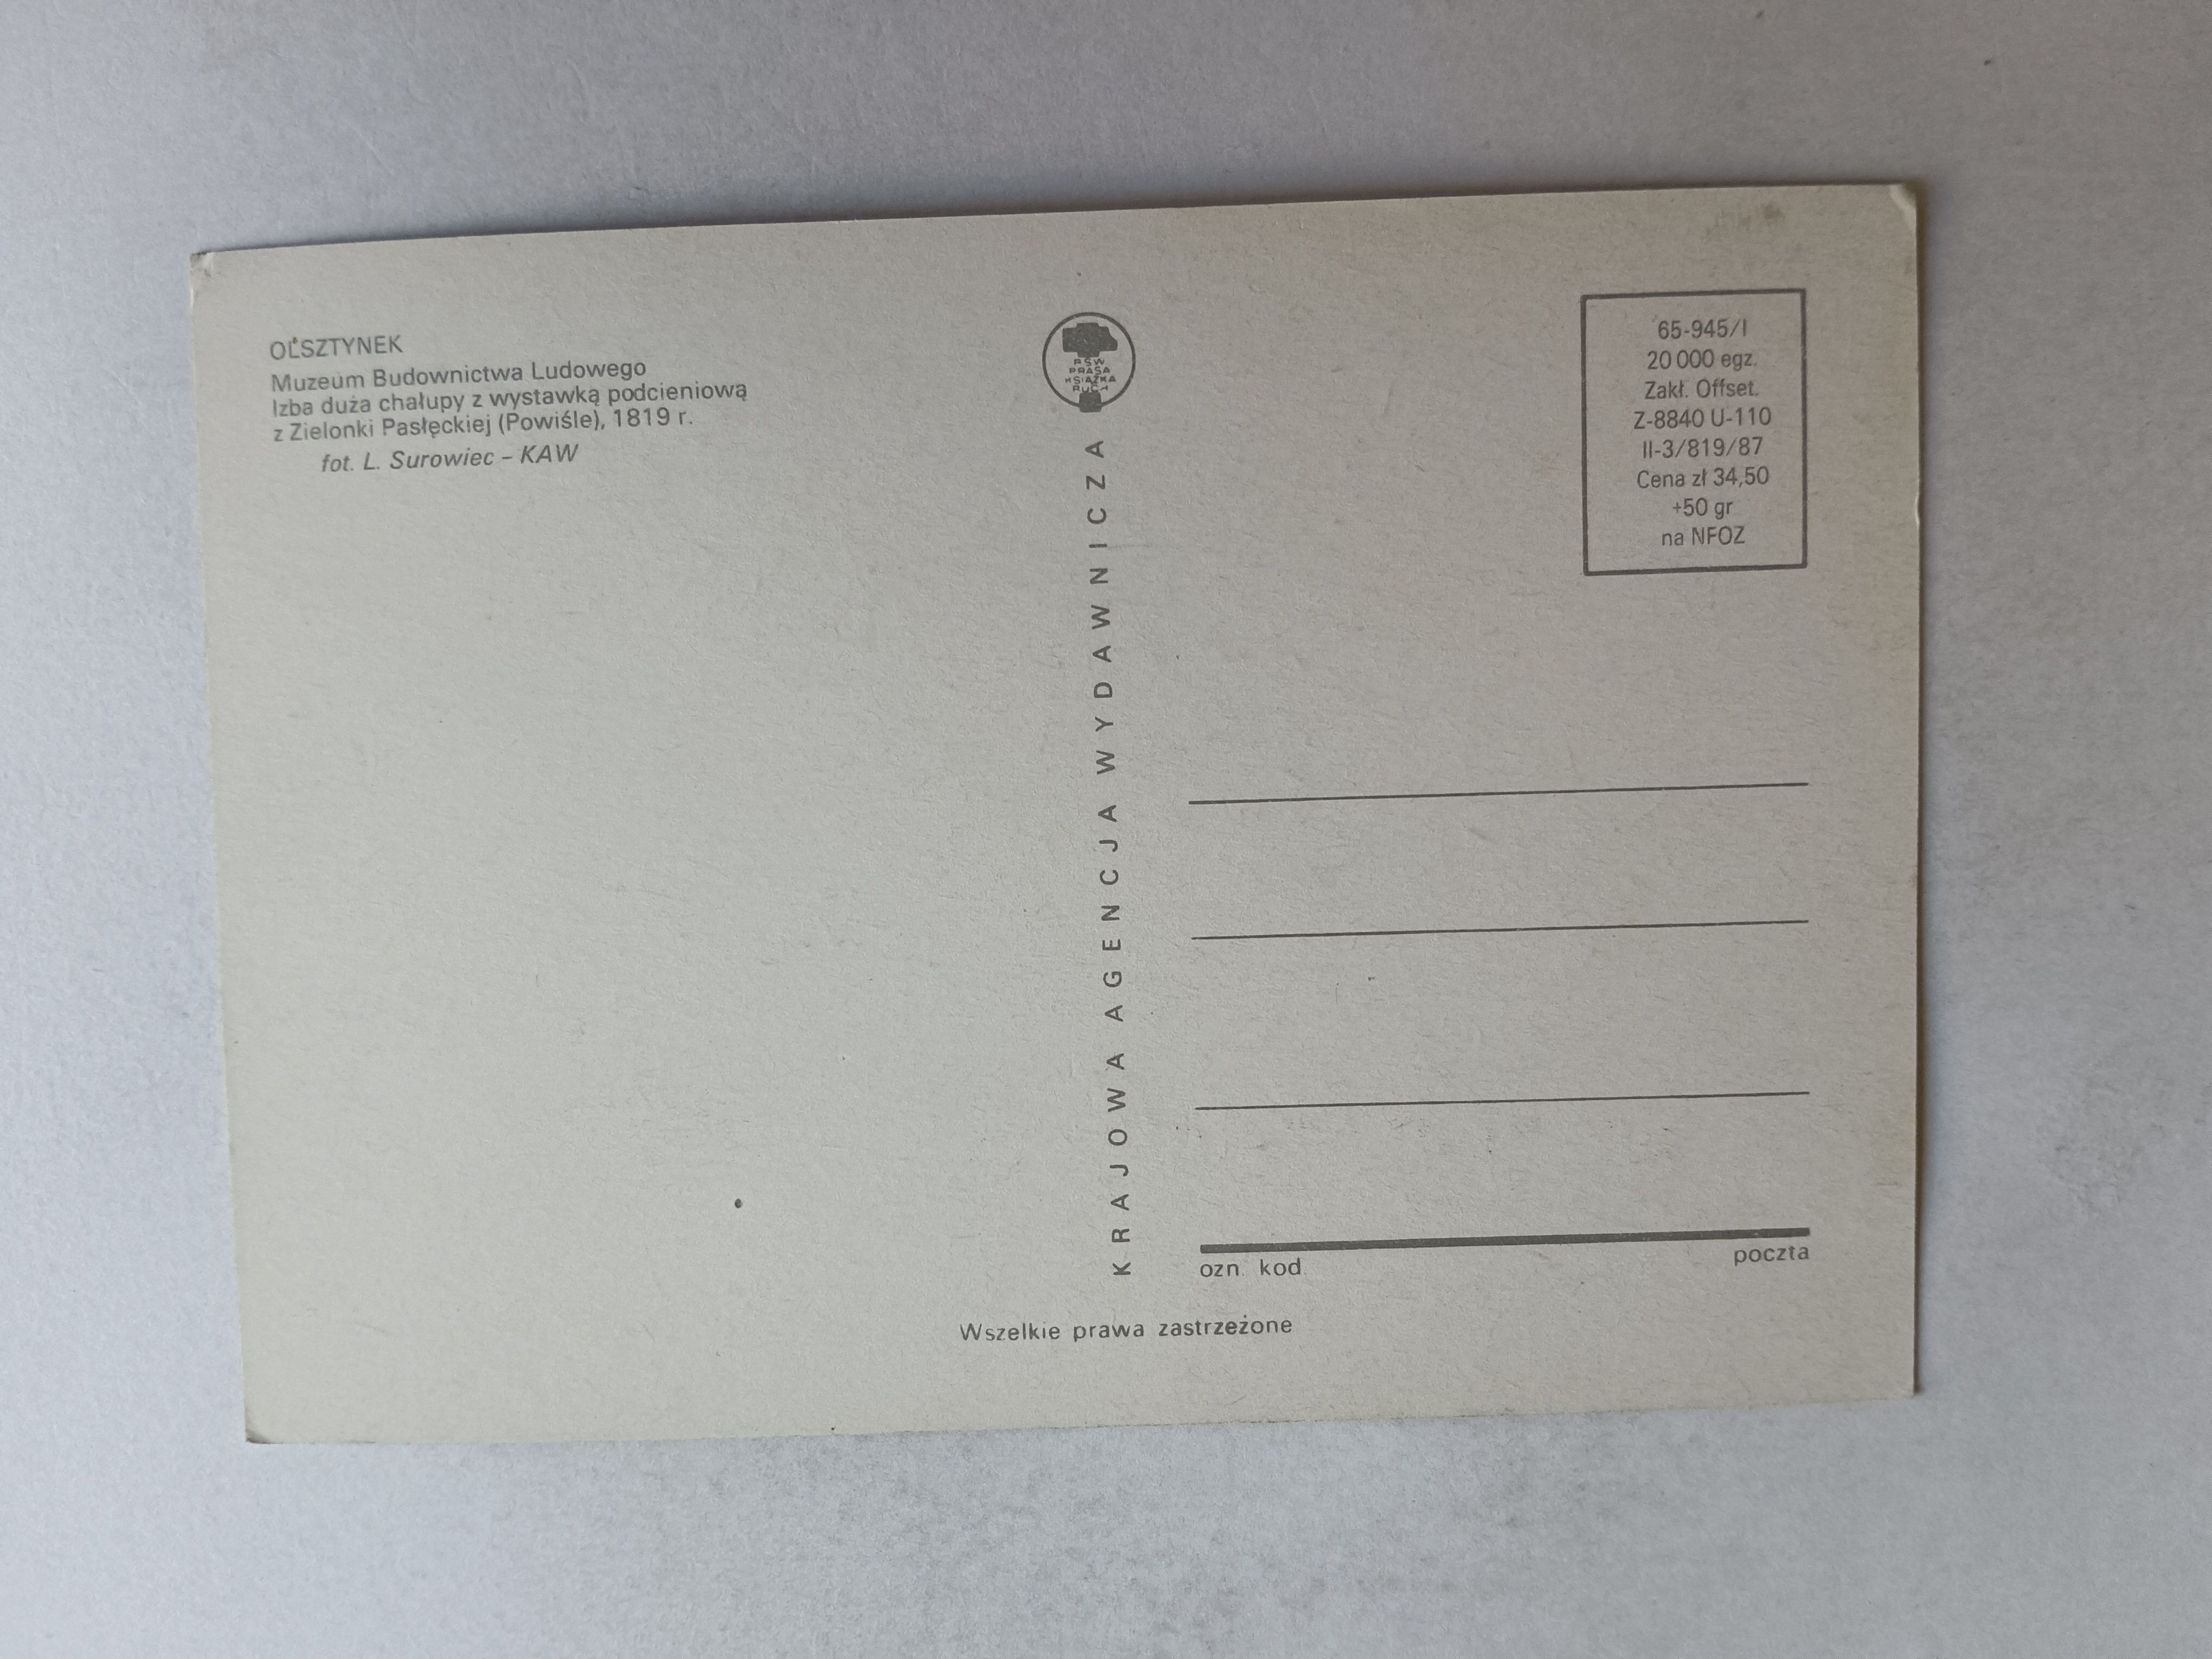 OLSZTYNEK
Muzeum Budownictwa Ludowego
Izba duża chałupy z wystawką podcieniową
z Zielonki Pasłęckiej (Powiśle), 1819 r.
fot. L. Surowiec – KAW
RSW
PRASA
KSIĄŻKA
RUCH
KRAJOWA AGENCJA WYDAWNICZA
65-945/I
20 000 egz.
Zakł. Offset.
Z-8840 U-110
II-3/819/87
Cena zł 34,50
+50 gr
na NFOZ
ozn. kod.
poczta
Wszelkie prawa zastrzeżone